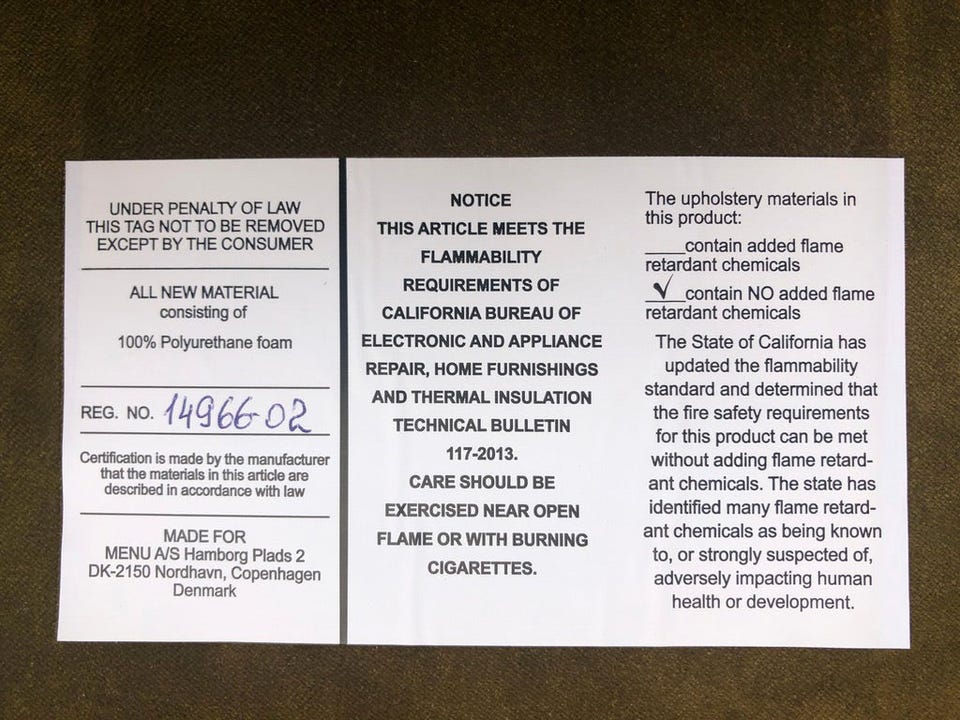 UNDER PENALTY OF LAW
THIS TAG NOT TO BE REMOVED
EXCEPT BY THE CONSUMER
ALL NEW MATERIAL
consisting of
100% Polyurethane foam
REG. NO. 14966-02
Certification is made by the manufacturer
that the materials in this article are
described in accordance with law
MADE FOR
MENU A/S Hamborg Plads 2
DK-2150 Nordhavn, Copenhagen
Denmark
NOTICE
THIS ARTICLE MEETS THE
FLAMMABILITY
REQUIREMENTS OF
CALIFORNIA BUREAU OF
ELECTRONIC AND APPLIANCE
REPAIR, HOME FURNISHINGS
AND THERMAL INSULATION
TECHNICAL BULLETIN
117-2013.
CARE SHOULD BE
EXERCISED NEAR OPEN
FLAME OR WITH BURNING
CIGARETTES.
The upholstery materials in
this product:
____contain added flame
retardant chemicals
__✓__contain NO added flame
retardant chemicals
The State of California has
updated the flammability
standard and determined that
the fire safety requirements
for this product can be met
without adding flame retard-
ant chemicals. The state has
identified many flame retard-
ant chemicals as being known
to, or strongly suspected of,
adversely impacting human
health or development.